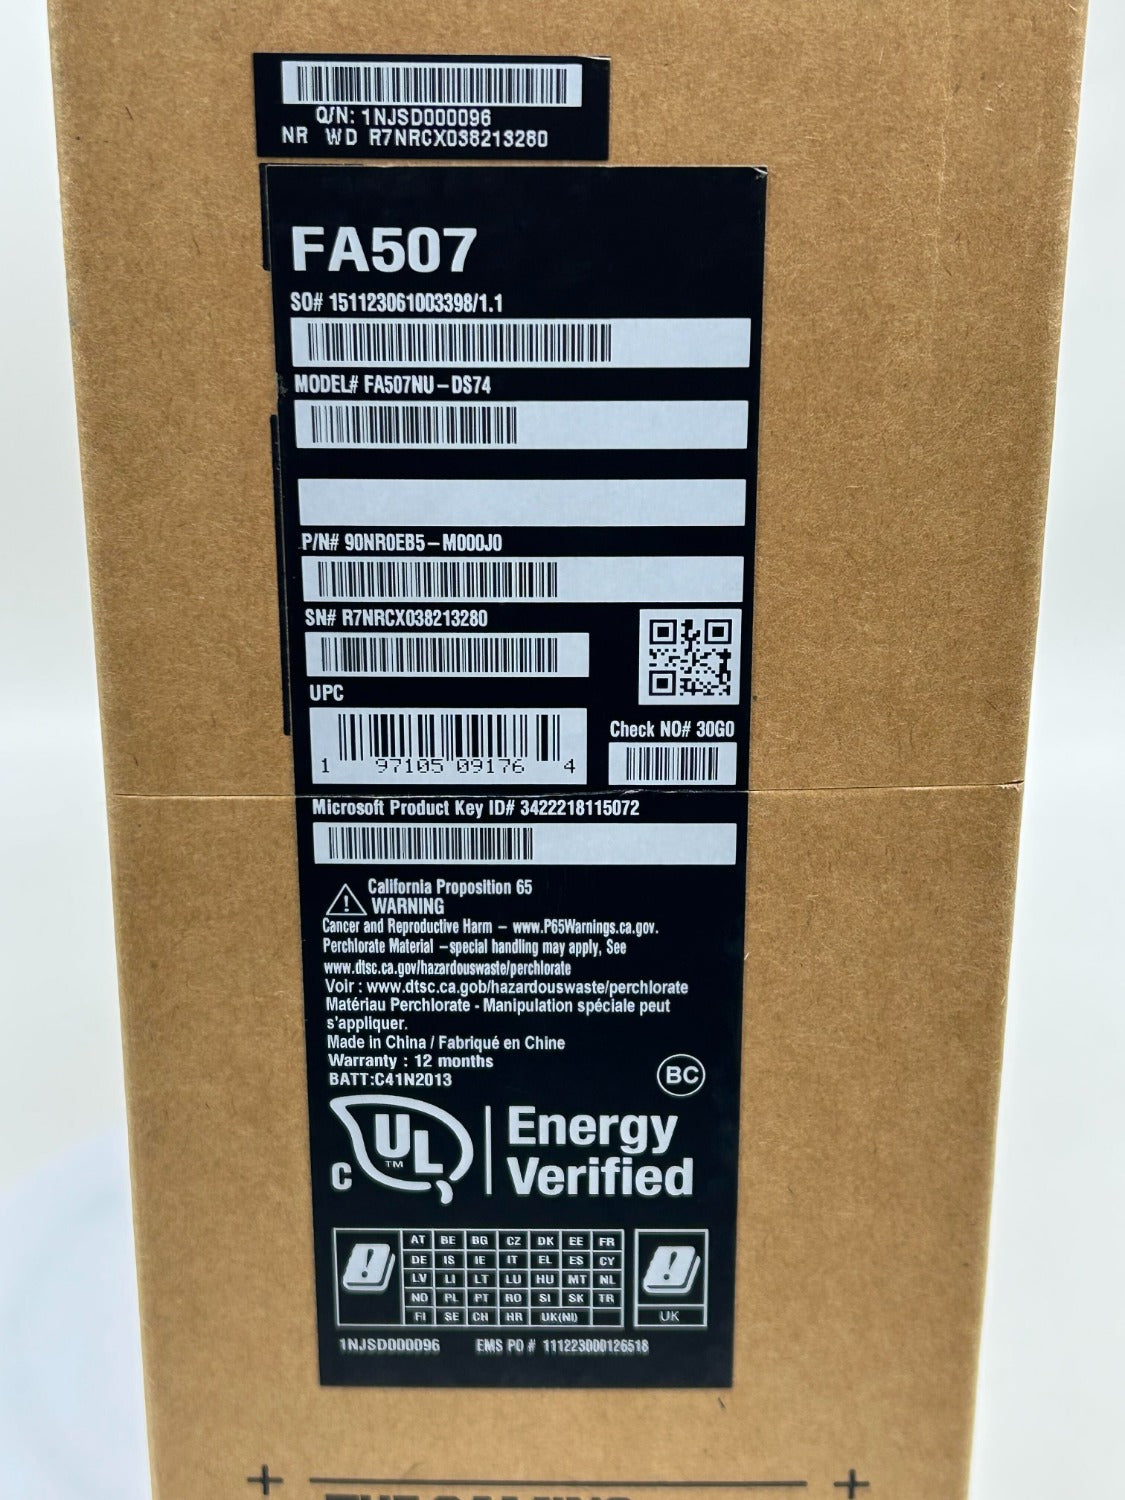 Q/N: 1NJSD000096
NR WD R7NRCX038213280
FA507
SO# 151123061003398/1.1
MODEL# FA507NU-DS74
P/N# 90NR0EB5-M000J0
SN# R7NRCX038213280
UPC
Check NO# 30G0
1 97105 09176 4
Microsoft Product Key ID# 3422218115072
California Proposition 65
WARNING
Cancer and Reproductive Harm - www.P65Warnings.ca.gov.
Perchlorate Material -special handling may apply, See
www.dtsc.ca.gov/hazardouswaste/perchlorate
Voir : www.dtsc.ca.gob/hazardouswaste/perchlorate
Matériau Perchlorate - Manipulation spéciale peut
s'appliquer.
Made in China / Fabriqué en Chine
Warranty : 12 months
BATT:C41N2013
BC
C UL TM Energy
Verified
AT BE BG CZ DK EE FR
DE IS IE IT EL ES CY
LV LI LT LU HU MT NL
NO PL PT RO SI SK TR
FI SE CH HR UK(NI)
UK
1NJSD000096 EMS PO # 111223000126518